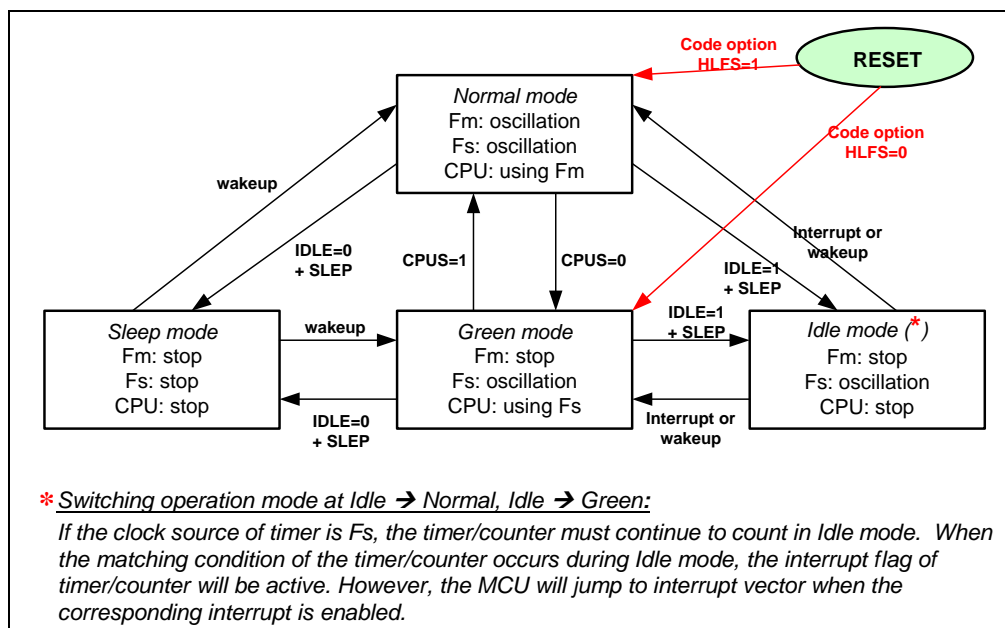 Code option
HLFS=1
RESET
Normal mode
Fm: oscillation
Fs: oscillation
CPU: using Fm
Code option
HLFS=0
wakeup
IDLE=0
+ SLEP
CPUS=1
CPUS=0
Interrupt or
wakeup
IDLE=1
+ SLEP
Sleep mode
Fm: stop
Fs: stop
CPU: stop
wakeup
IDLE=0
+ SLEP
Green mode
Fm: stop
Fs: oscillation
CPU: using Fs
IDLE=1
+ SLEP
Interrupt or
wakeup
Idle mode (*)
Fm: stop
Fs: oscillation
CPU: stop
* Switching operation mode at Idle ➔ Normal, Idle ➔ Green:
If the clock source of timer is Fs, the timer/counter must continue to count in Idle mode. When
the matching condition of the timer/counter occurs during Idle mode, the interrupt flag of
timer/counter will be active. However, the MCU will jump to interrupt vector when the
corresponding interrupt is enabled.